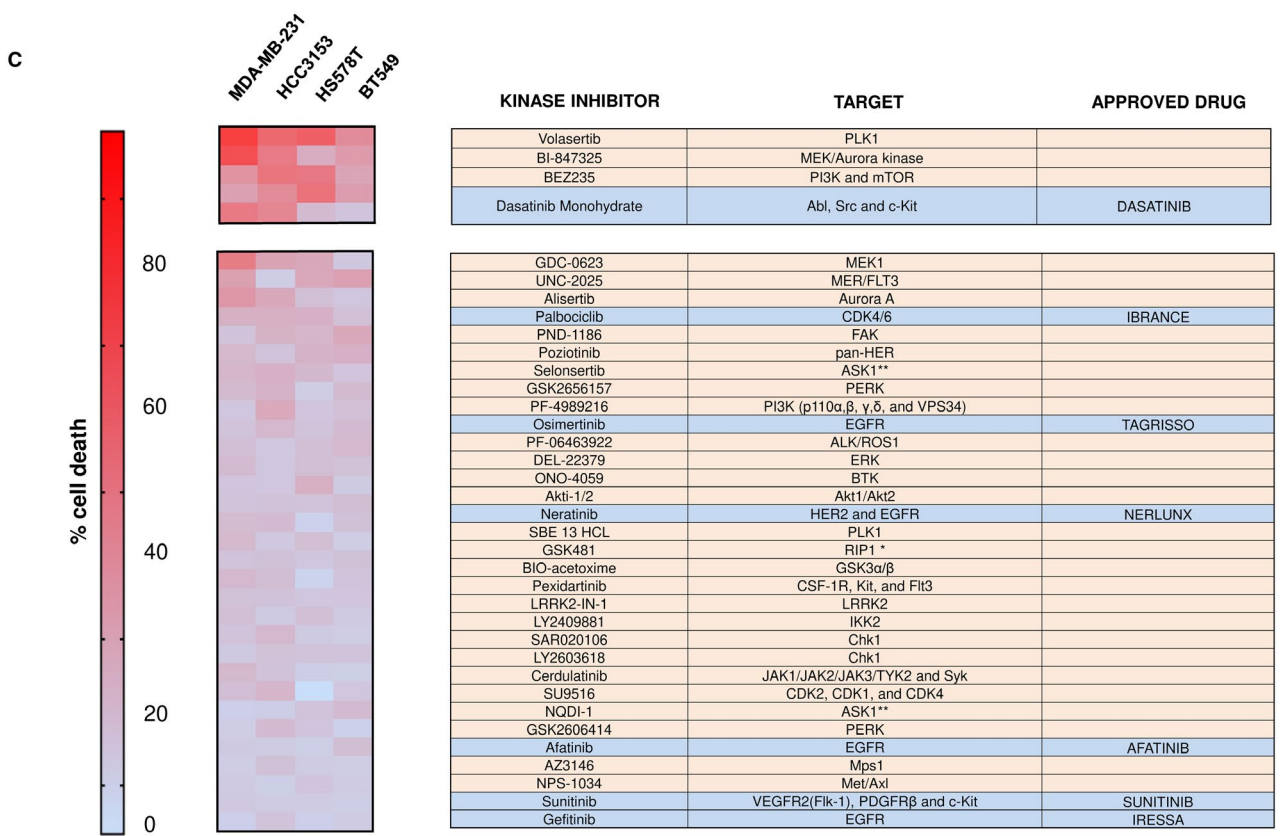 C
MDA-MB-231
HCC3153
HS578T
BT549
% cell death
80
60
40
20
0
KINASE INHIBITOR TARGET APPROVED DRUG
Volasertib PLK1
BI-847325 MEK/Aurora kinase
BEZ235 PI3K and mTOR
Dasatinib Monohydrate Abl, Src and c-Kit DASATINIB
GDC-0623 MEK1
UNC-2025 MER/FLT3
Alisertib Aurora A
Palbociclib CDK4/6 IBRANCE
PND-1186 FAK
Poziotinib pan-HER
Selonsertib ASK1**
GSK2656157 PERK
PF-4989216 PI3K (p110α,β, γ,δ, and VPS34)
Osimertinib EGFR TAGRISSO
PF-06463922 ALK/ROS1
DEL-22379 ERK
ONO-4059 BTK
Akti-1/2 Akt1/Akt2
Neratinib HER2 and EGFR NERLUNX
SBE 13 HCL PLK1
GSK481 RIP1 *
BIO-acetoxime GSK3α/β
Pexidartinib CSF-1R, Kit, and Flt3
LRRK2-IN-1 LRRK2
LY2409881 IKK2
SAR020106 Chk1
LY2603618 Chk1
Cerdulatinib JAK1/JAK2/JAK3/TYK2 and Syk
SU9516 CDK2, CDK1, and CDK4
NQDI-1 ASK1**
GSK2606414 PERK
Afatinib EGFR AFATINIB
AZ3146 Mps1
NPS-1034 Met/Axl
Sunitinib VEGFR2(Flk-1), PDGFRβ and c-Kit SUNITINIB
Gefitinib EGFR IRESSA